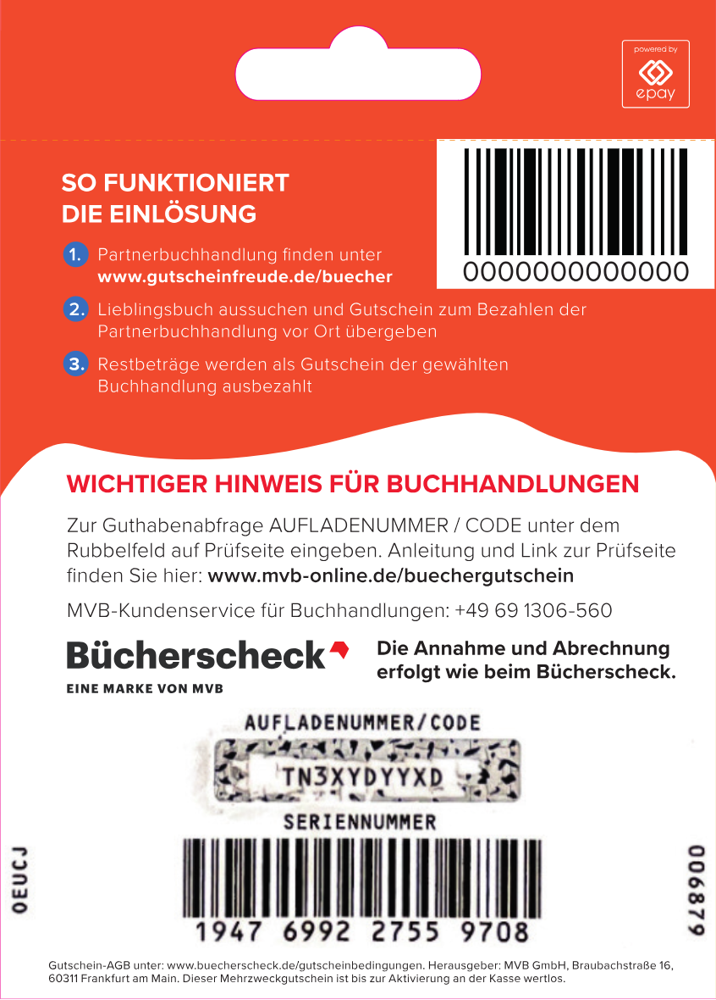 powered by
epay
SO FUNKTIONIERT
DIE EINLÖSUNG
0000000000000
1. Partnerbuchhandlung finden unter
www.gutscheinfreude.de/buecher
2. Lieblingsbuch aussuchen und Gutschein zum Bezahlen der
Partnerbuchhandlung vor Ort übergeben
3. Restbeträge werden als Gutschein der gewählten
Buchhandlung ausbezahlt
WICHTIGER HINWEIS FÜR BUCHHANDLUNGEN
Zur Guthabenabfrage AUFLADENUMMER / CODE unter dem
Rubbelfeld auf Prüfseite eingeben. Anleitung und Link zur Prüfseite
finden Sie hier: www.mvb-online.de/buechergutschein
MVB-Kundenservice für Buchhandlungen: +49 69 1306-560
Bücherscheck
EINE MARKE VON MVB
Die Annahme und Abrechnung
erfolgt wie beim Bücherscheck.
AUFLADENUMMER/CODE
TN3XYDYYXD
SERIENNUMMER
1947 6992 2755 9708
0EUCJ
006879
Gutschein-AGB unter: www.buecherscheck.de/gutscheinbedingungen. Herausgeber: MVB GmbH, Braubachstraße 16,
60311 Frankfurt am Main. Dieser Mehrzweckgutschein ist bis zur Aktivierung an der Kasse wertlos.